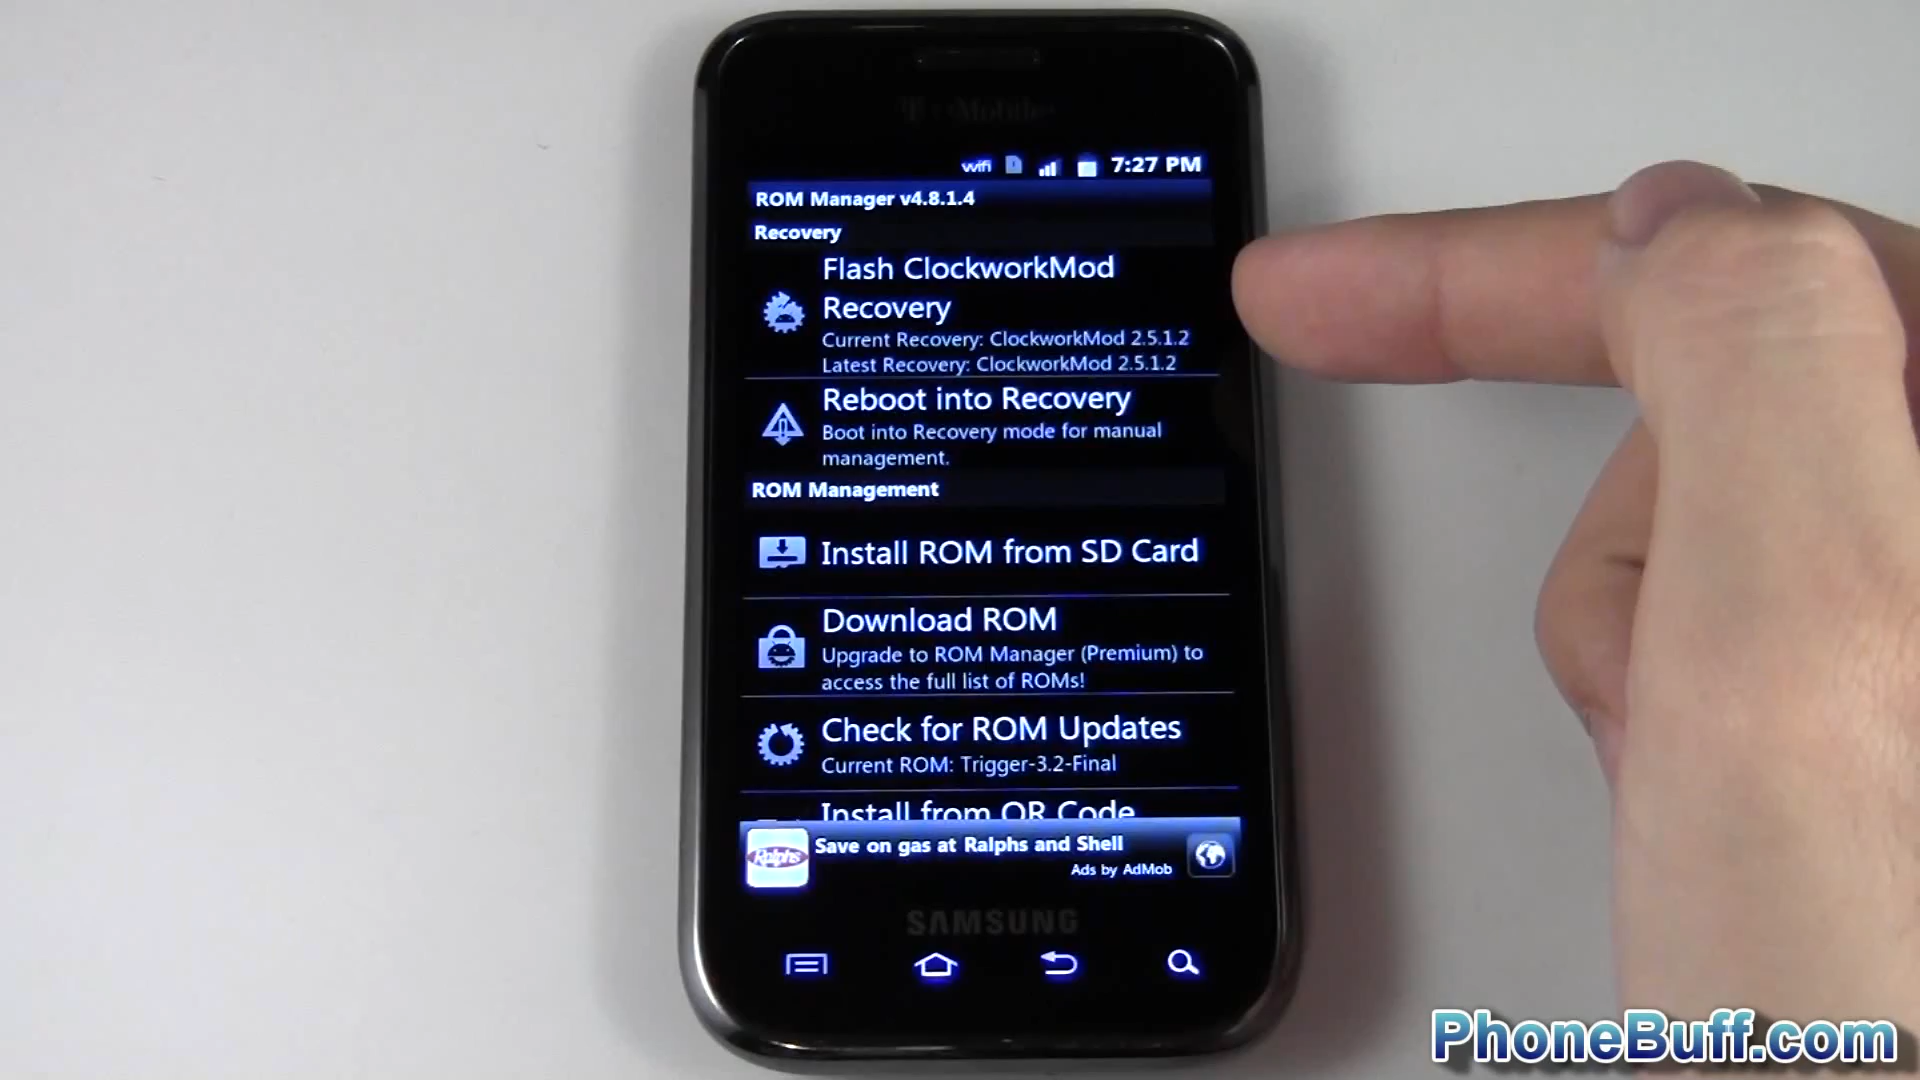 T-Mobile
wifi 7:27 PM
ROM Manager v4.8.1.4
Recovery
Flash ClockworkMod
Recovery
Current Recovery: ClockworkMod 2.5.1.2
Latest Recovery: ClockworkMod 2.5.1.2
Reboot into Recovery
Boot into Recovery mode for manual
management.
ROM Management
Install ROM from SD Card
Download ROM
Upgrade to ROM Manager (Premium) to
access the full list of ROMs!
Check for ROM Updates
Current ROM: Trigger-3.2-Final
Install from QR Code
Ralphs
Save on gas at Ralphs and Shell
Ads by AdMob
SAMSUNG
PhoneBuff.com